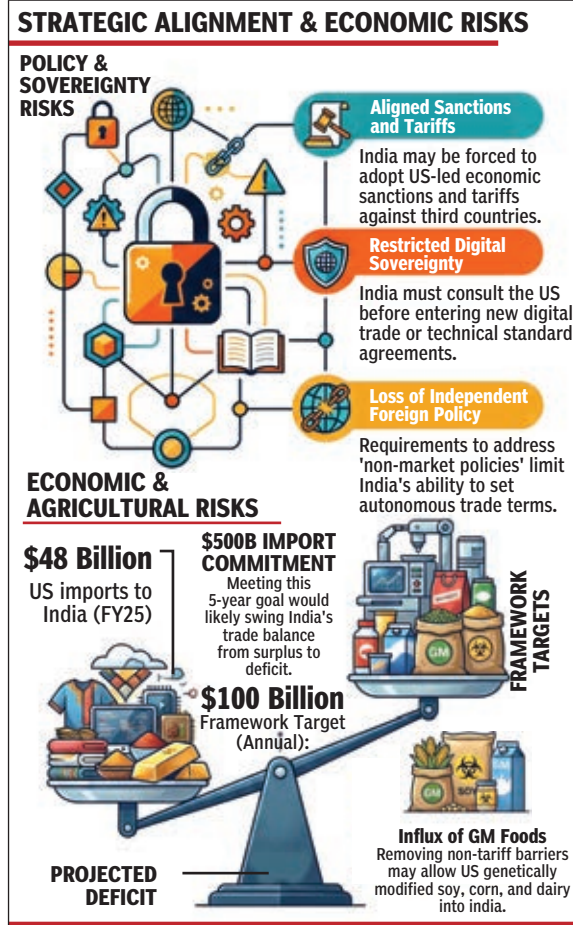 STRATEGIC ALIGNMENT & ECONOMIC RISKS
POLICY &
SOVEREIGNTY
RISKS
Aligned Sanctions
and Tariffs
India may be forced to
adopt US-led economic
sanctions and tariffs
against third countries.
Restricted Digital
Sovereignty
India must consult the US
before entering new digital
trade or technical standard
agreements.
Loss of Independent
Foreign Policy
Requirements to address
'non-market policies' limit
India's ability to set
autonomous trade terms.
ECONOMIC &
AGRICULTURAL RISKS
$48 Billion
US imports to
India (FY25)
$500B IMPORT
COMMITMENT
Meeting this
5-year goal would
likely swing India's
trade balance
from surplus to
deficit.
$100 Billion
Framework Target
(Annual):
GM
FRAMEWORK
TARGETS
PROJECTED
DEFICIT
GM
SOY
Influx of GM Foods
Removing non-tariff barriers
may allow US genetically
modified soy, corn, and dairy
into india.